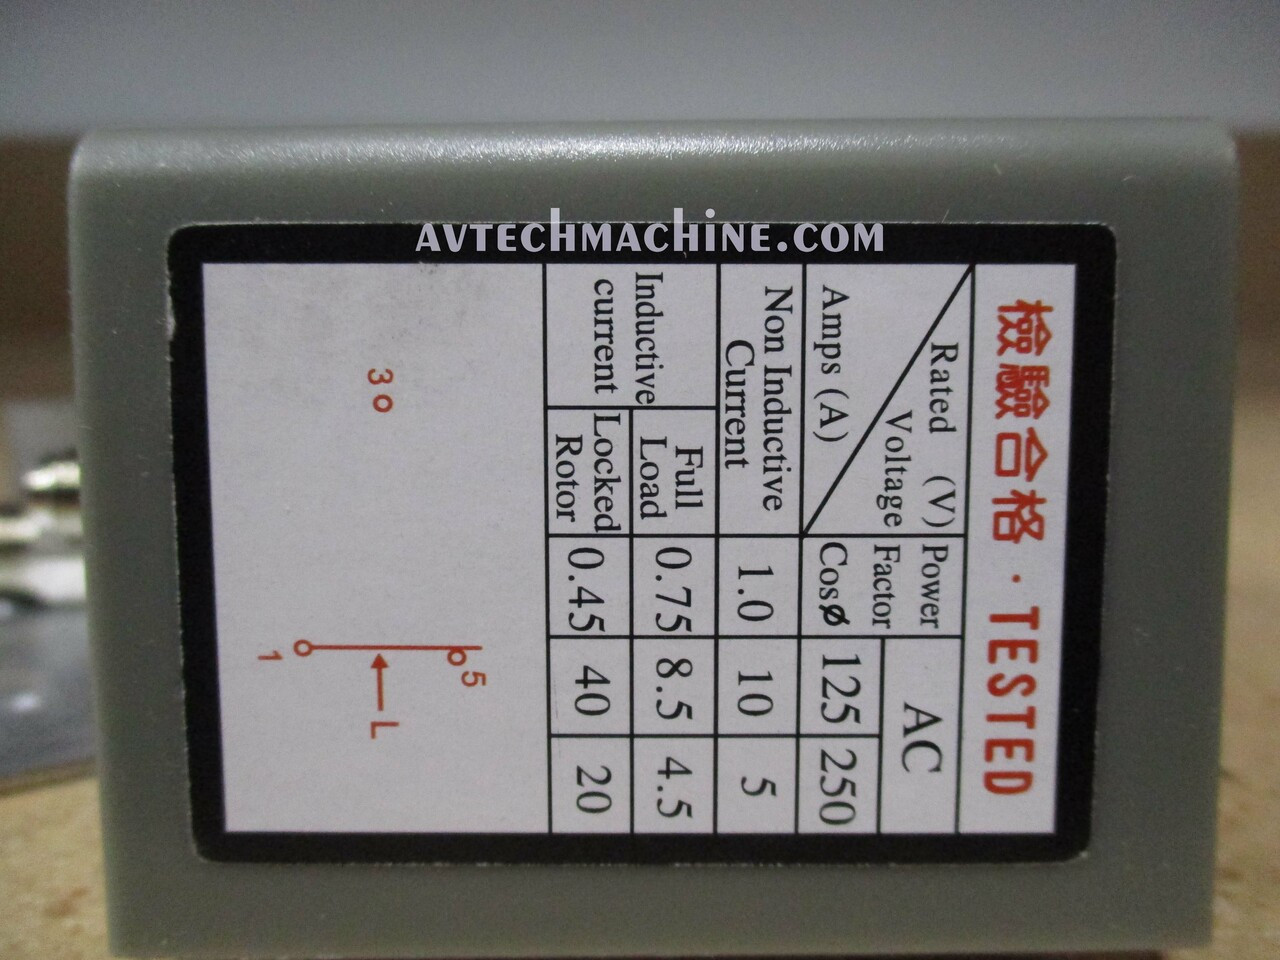 AVTECHMACHINE.COM
檢驗合格·TESTED
Rated (V)
Voltage
Amps (A)
Power
Factor
Cosø
AC
125 250
Non Inductive
Current
1.0 10 5
Inductive
current
Full
Load
0.75 8.5 4.5
Locked
Rotor
0.45 40 20
5
3
L
1